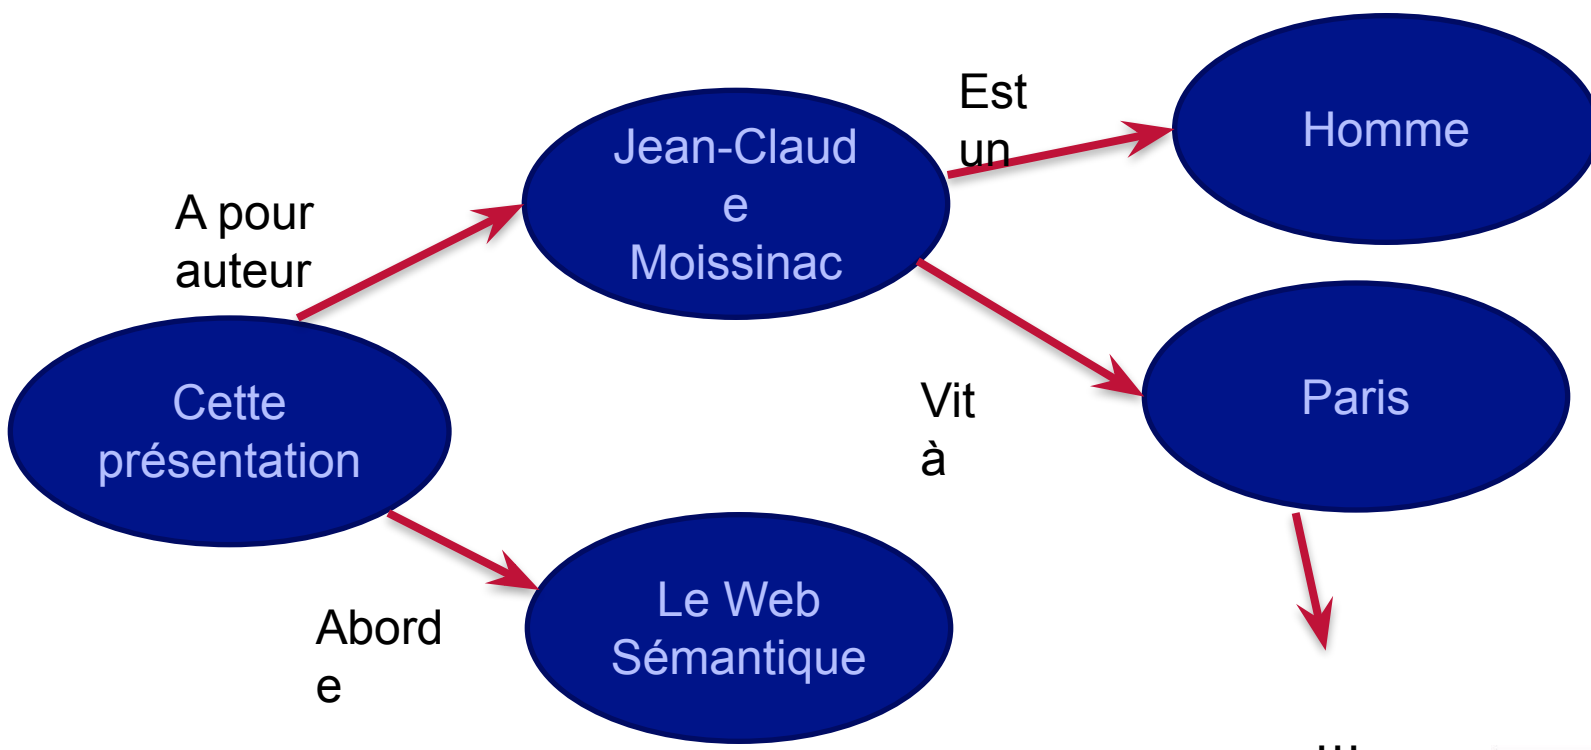 Est
un
Homme
Jean-Claud
e
Moissinac
A pour
auteur
Cette
présentation
Vit
à
Paris
Abord
e
Le Web
Sémantique
...